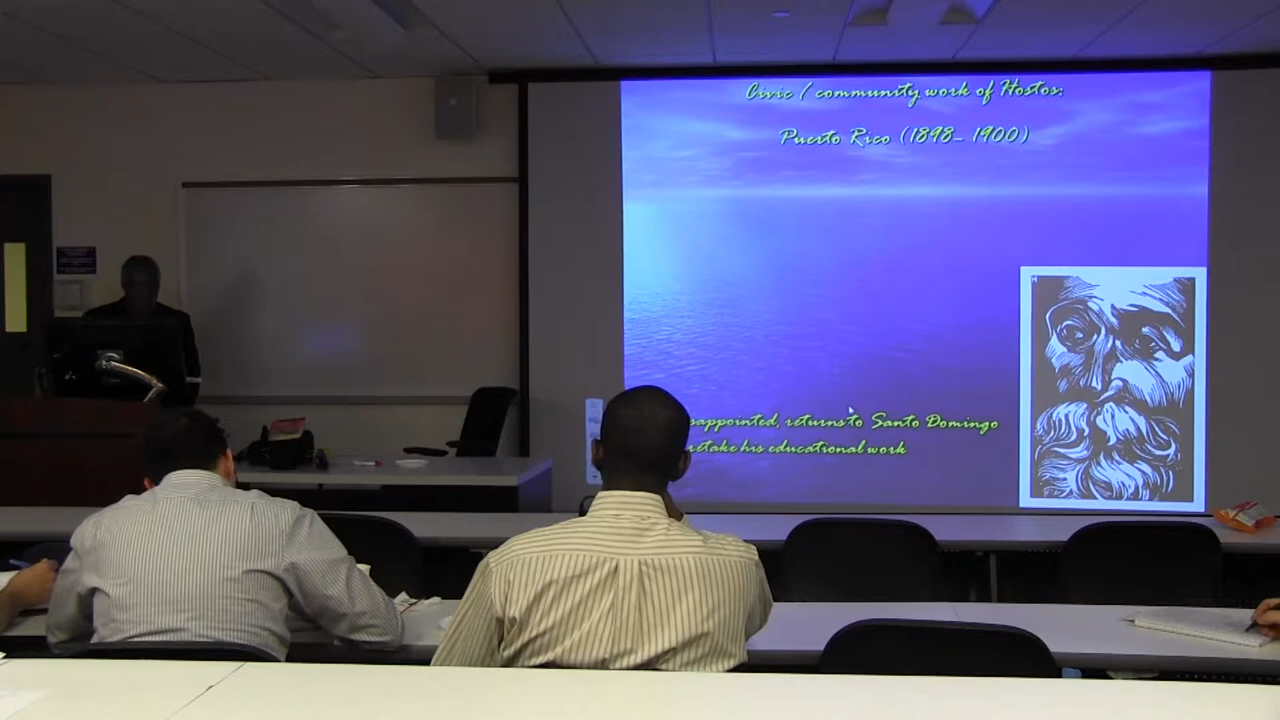 Civic / community work of Hostos:
Puerto Rico (1898– 1900)
sappointed, returns to Santo Domingo
retake his educational work